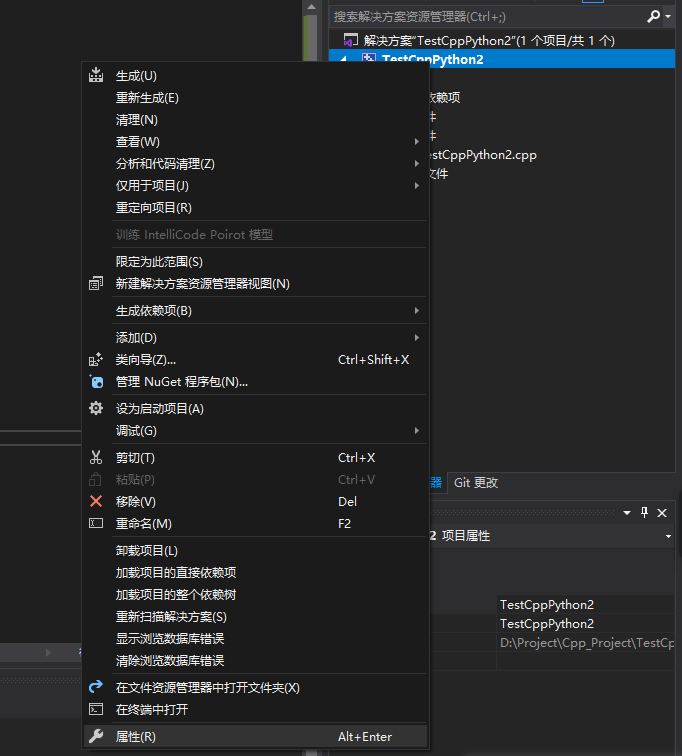 搜索解决方案资源管理器(Ctrl+;)
解决方案"TestCppPython2"(1 个项目/共 1 个)
TestCppPython2
生成(U)
重新生成(E)
依赖项
清理(N)
件
查看(W)
件
分析和代码清理(Z)
estCppPython2.cpp
文件
仅用于项目(J)
重定向项目(R)
训练 IntelliCode Poirot 模型
限定为此范围(S)
新建解决方案资源管理器视图(N)
生成依赖项(B)
添加(D)
类向导(Z)... Ctrl+Shift+X
管理 NuGet 程序包(N)...
设为启动项目(A)
调试(G)
剪切(T) Ctrl+X
粘贴(P) Ctrl+V
器 Git 更改
移除(V) Del
重命名(M) F2
2 项目属性
卸载项目(L)
加载项目的直接依赖项
加载项目的整个依赖树
TestCppPython2
重新扫描解决方案(S)
TestCppPython2
显示浏览数据库错误
D:\Project\Cpp_Project\TestCp
清除浏览数据库错误
在文件资源管理器中打开文件夹(X)
在终端中打开
属性(R) Alt+Enter